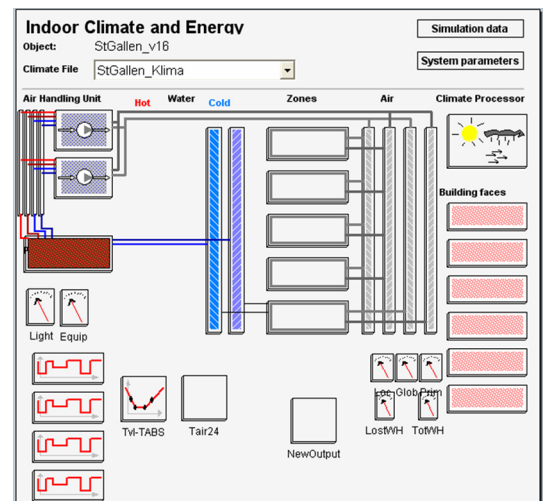 Indoor Climate and Energy
Simulation data
Object: StGallen_v16
System parameters
Climate File StGallen_Klima
Air Handling Unit Hot Water Cold Zones Air Climate Processor
Building faces
Light Equip
Loc Glob Prim
Tvl-TABS Tair24 LostWH TotWH
NewOutput